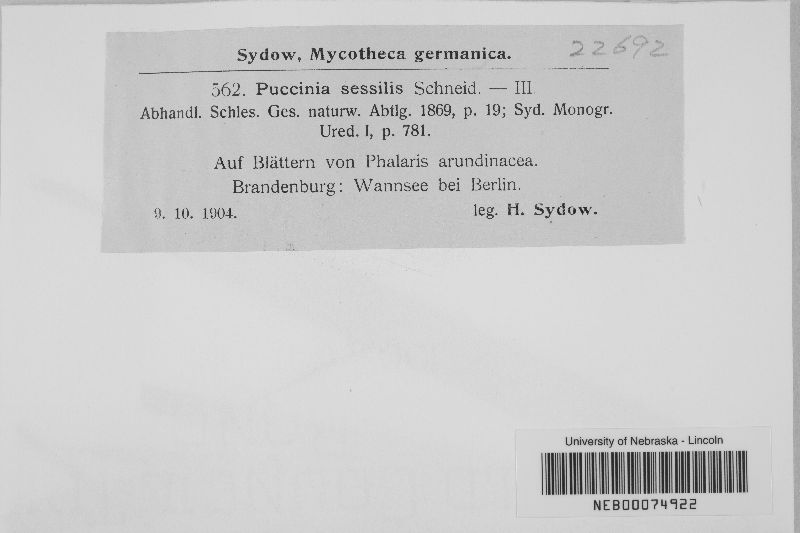 Sydow, Mycotheca germanica.
22692
562. Puccinia sessilis Schneid. — III.
Abhandl. Schles. Ges. naturw. Abtlg. 1869, p. 19; Syd. Monogr.
Ured. I, p. 781.
Auf Blättern von Phalaris arundinacea.
Brandenburg: Wannsee bei Berlin.
9. 10. 1904.
leg. H. Sydow.
University of Nebraska - Lincoln
NEB00074922